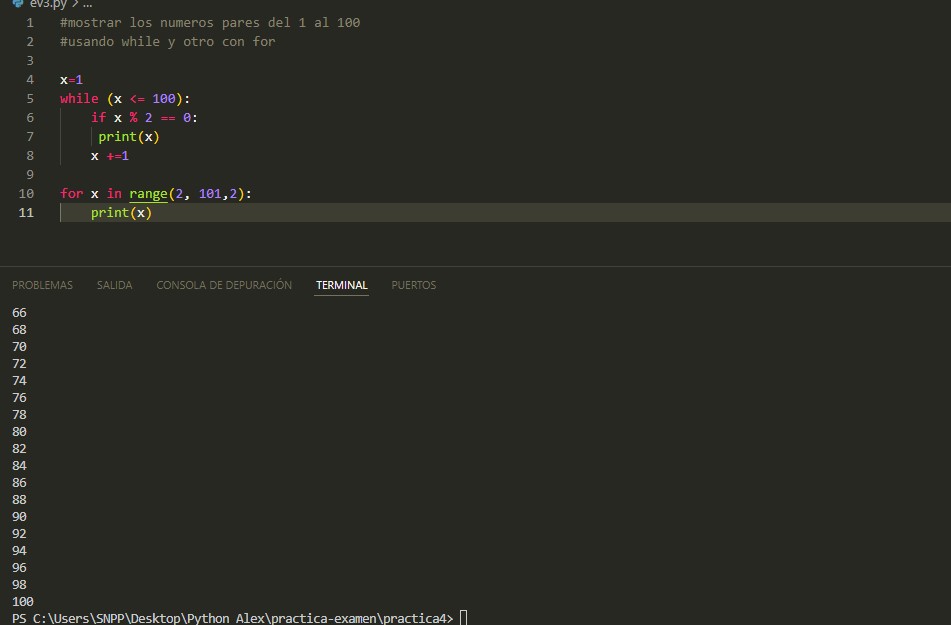 ev3.py > ...
1 #mostrar los numeros pares del 1 al 100
2 #usando while y otro con for
3
4 x=1
5 while (x <= 100):
6     if x % 2 == 0:
7      print(x)
8     x +=1
9
10 for x in range(2, 101,2):
11     print(x)
PROBLEMAS SALIDA CONSOLA DE DEPURACIÓN TERMINAL PUERTOS
66
68
70
72
74
76
78
80
82
84
86
88
90
92
94
96
98
100
PS C:\Users\SNPP\Desktop\Python Alex\practica-examen\practica4>